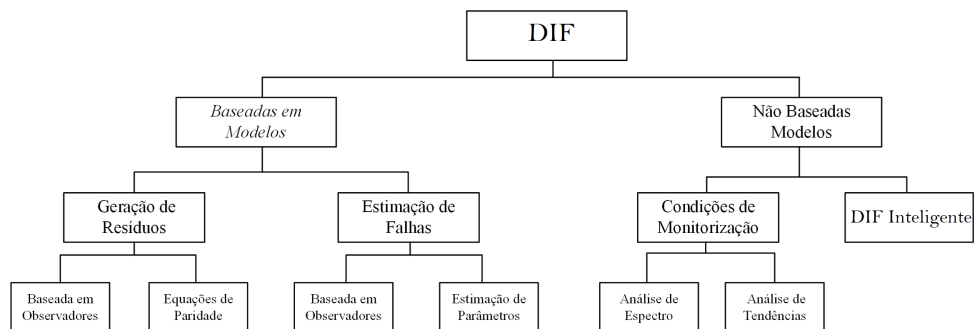 DIF
Baseadas em
Modelos
Não Baseadas
Modelos
Geração de
Resíduos
Estimação de
Falhas
Condições de
Monitorização
DIF Inteligente
Baseada em
Observadores
Equações de
Paridade
Baseada em
Observadores
Estimação de
Parâmetros
Análise de
Espectro
Análise de
Tendências